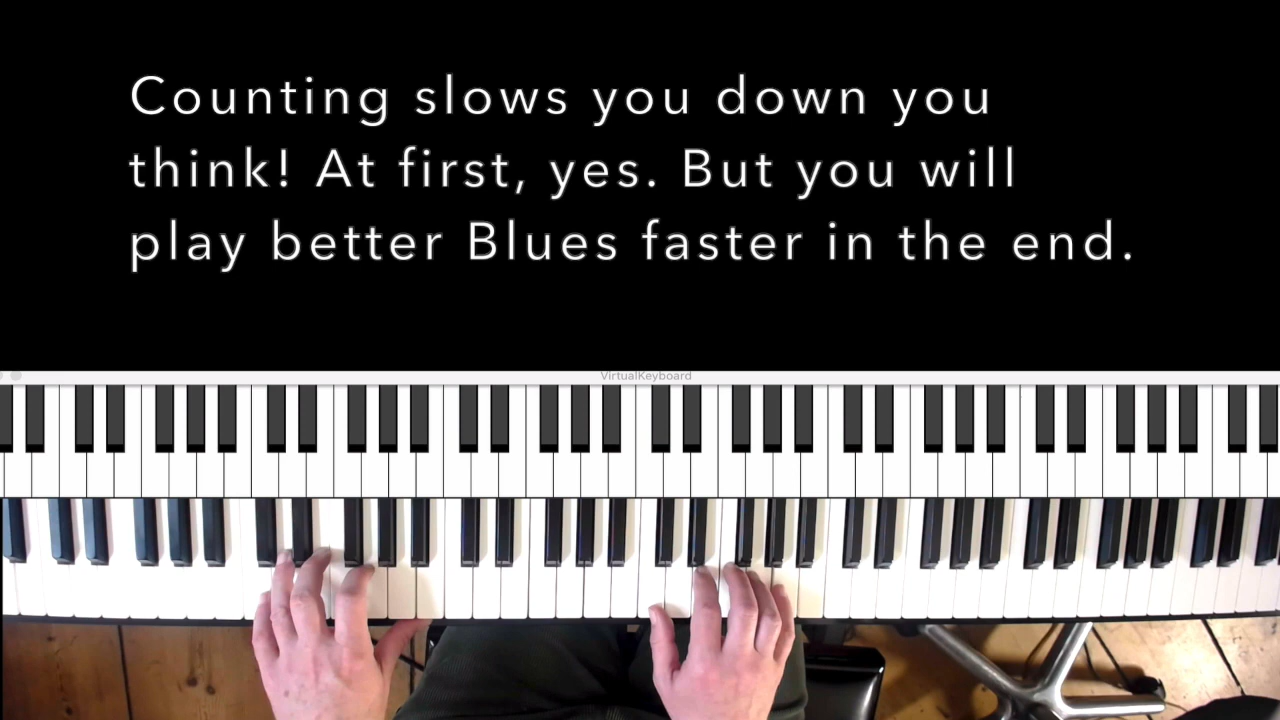 Counting slows you down you
think! At first, yes. But you will
play better Blues faster in the end.
VirtualKeyboard